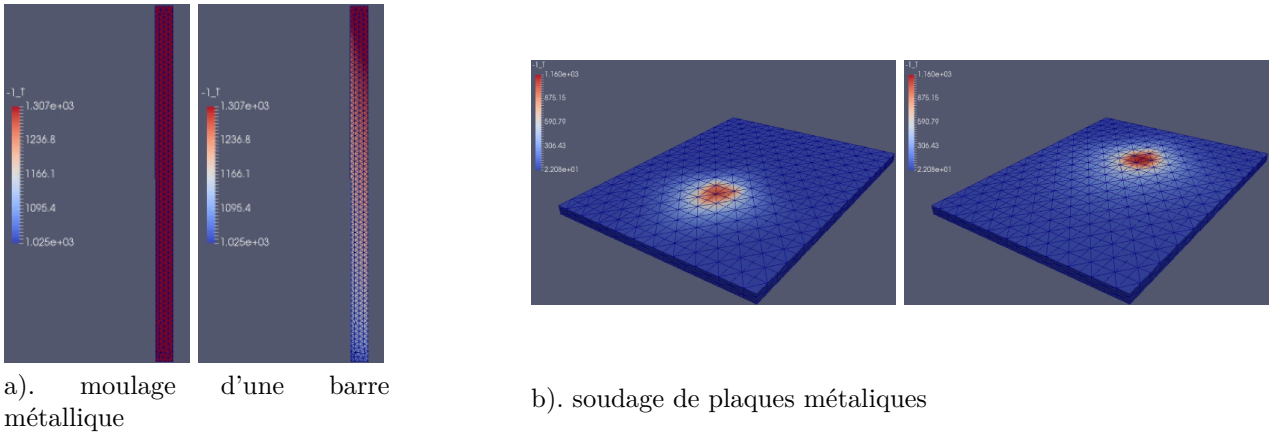 -1_T
1.307e+03
1236.8
1166.1
1095.4
1.025e+03
-1_T
1.307e+03
1236.8
1166.1
1095.4
1.025e+03
a). moulage d'une barre
métallique
-1_T
1.160e+03
875.15
590.79
306.43
2.208e+01
-1_T
1.160e+03
875.15
590.79
306.43
2.208e+01
b). soudage de plaques métaliques